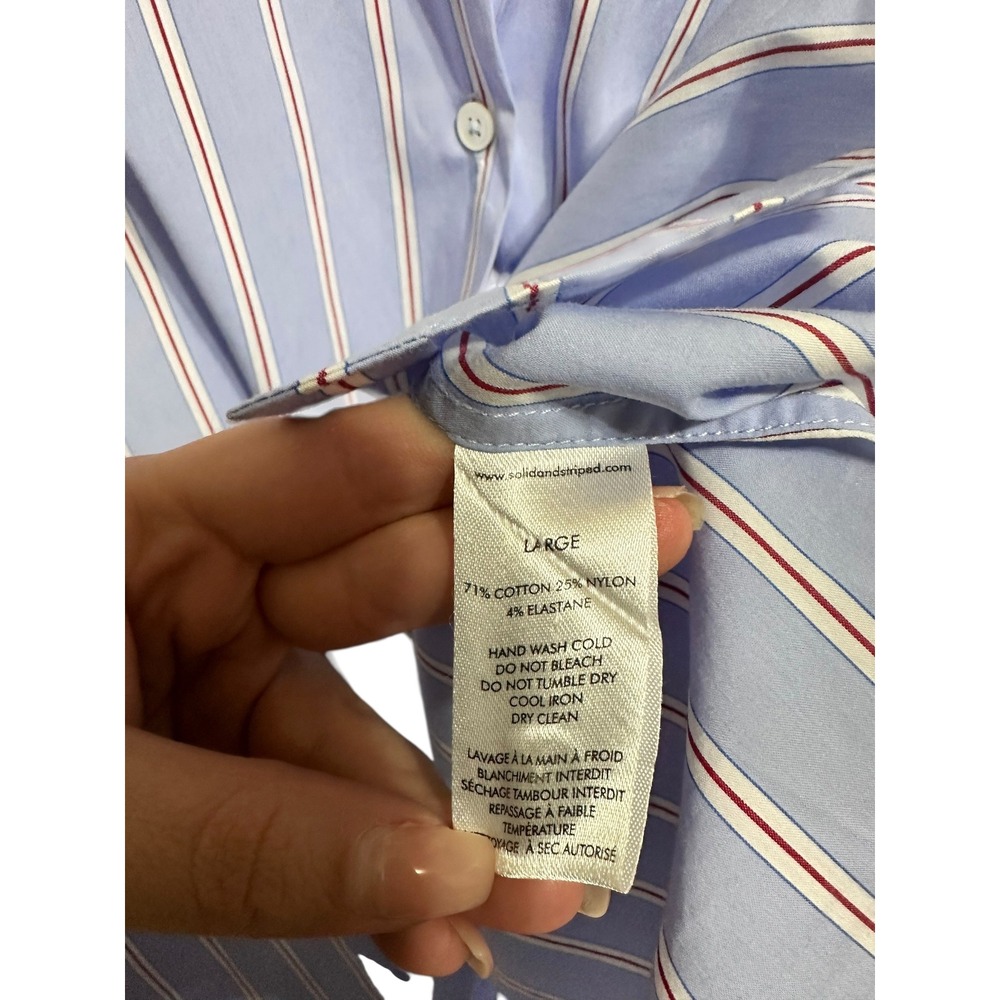 www.solidandstriped.com
LARGE
71% COTTON 25% NYLON
4% ELASTANE
HAND WASH COLD
DO NOT BLEACH
DO NOT TUMBLE DRY
COOL IRON
DRY CLEAN
LAVAGE À LA MAIN À FROID
BLANCHIMENT INTERDIT
SÉCHAGE TAMBOUR INTERDIT
REPASSAGE À FAIBLE
TEMPÉRATURE
À SEC AUTORISÉ